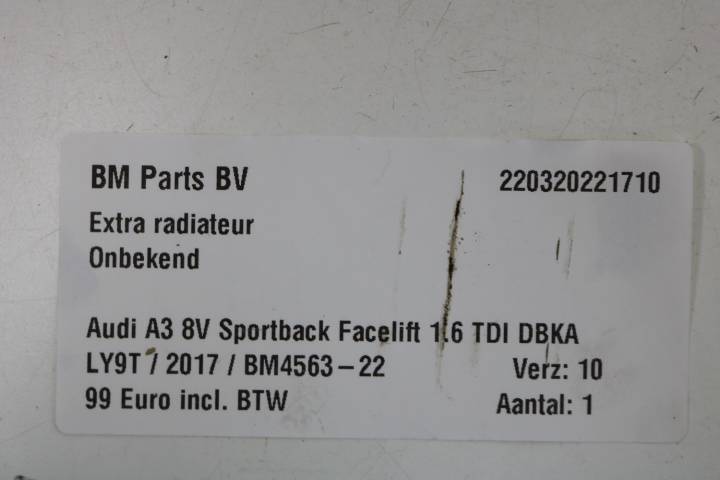 BM Parts BV 220320221710
Extra radiateur
Onbekend
Audi A3 8V Sportback Facelift 1.6 TDI DBKA
LY9T / 2017 / BM4563-22 Verz: 10
99 Euro incl. BTW Aantal: 1